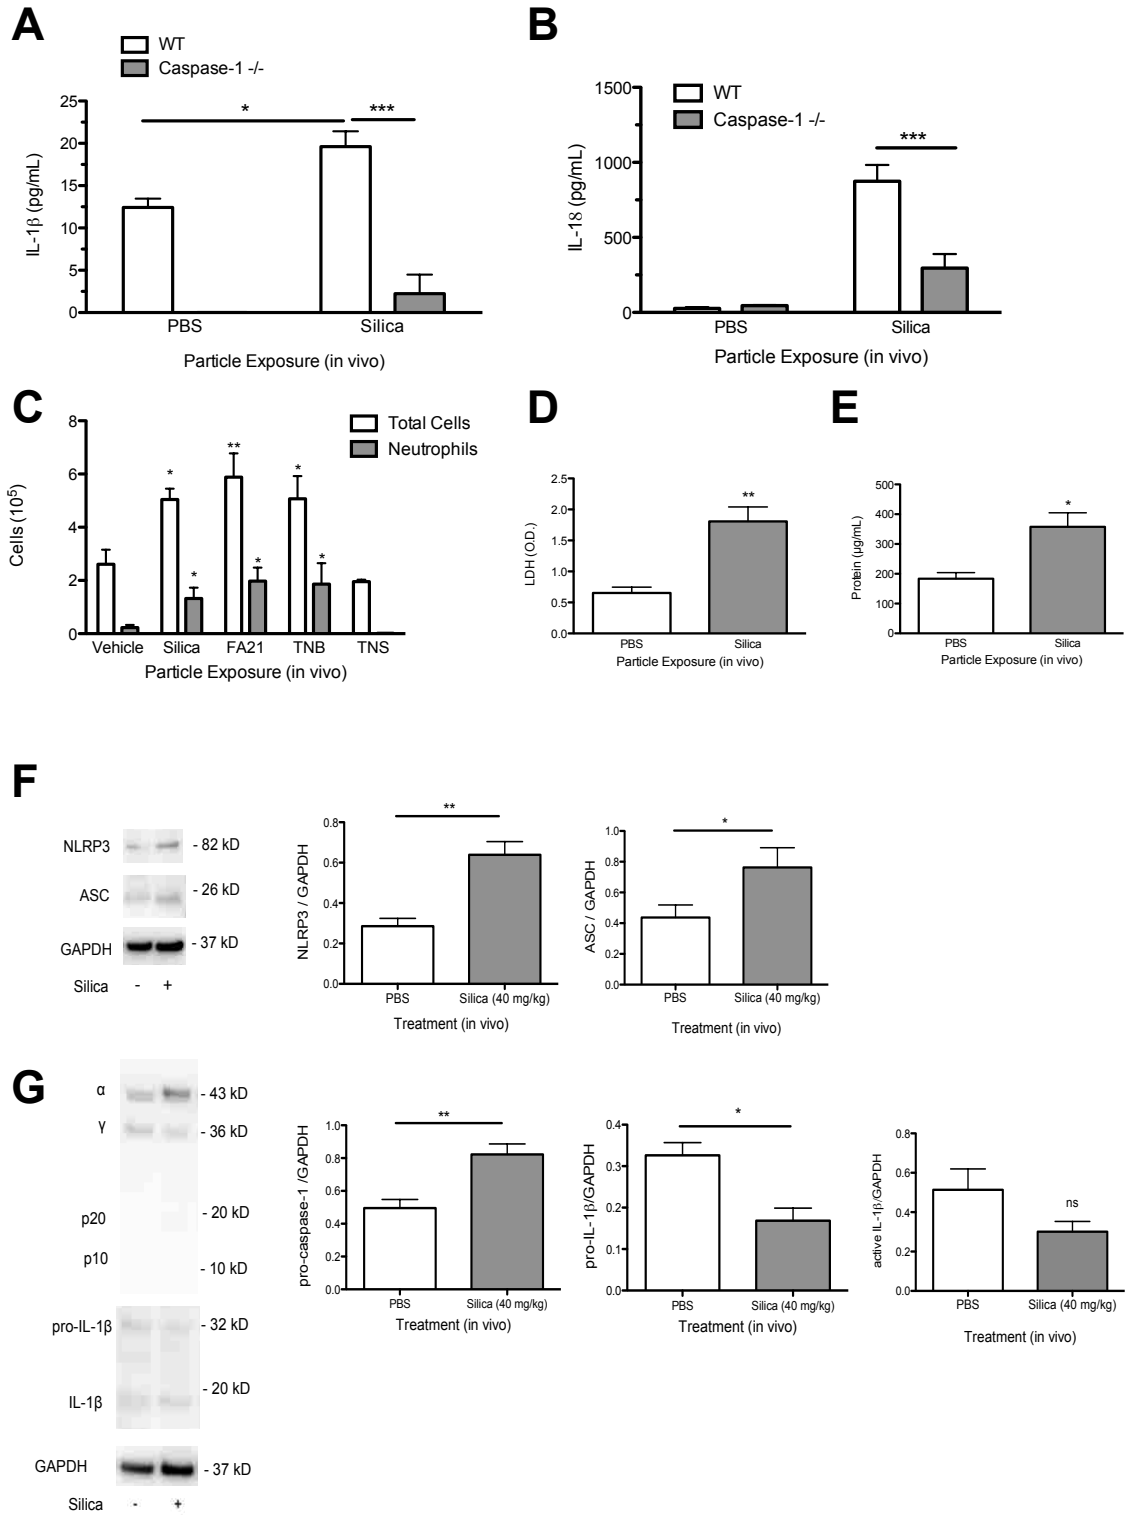 A
WT
Caspase-1 -/-
25
20
15
10
5
0
IL-1β (pg/mL)
*
***
PBS
Silica
Particle Exposure (in vivo)
B
WT
Caspase-1 -/-
1500
1000
500
0
IL-18 (pg/mL)
***
PBS
Silica
Particle Exposure (in vivo)
C
Total Cells
Neutrophils
8
6
4
2
0
Cells (10⁵)
*
*
**
*
*
*
Vehicle
Silica
FA21
TNB
TNS
Particle Exposure (in vivo)
D
2.5
2.0
1.5
1.0
0.5
0.0
LDH (O.D.)
**
PBS
Silica
Particle Exposure (in vivo)
E
500
400
300
200
100
0
Protein (µg/mL)
*
PBS
Silica
Particle Exposure (in vivo)
F
NLRP3
- 82 kD
ASC
- 26 kD
GAPDH
- 37 kD
Silica - +
0.8
0.6
0.4
0.2
0.0
NLRP3 / GAPDH
**
PBS
Silica (40 mg/kg)
Treatment (in vivo)
1.0
0.8
0.6
0.4
0.2
0.0
ASC / GAPDH
*
PBS
Silica (40 mg/kg)
Treatment (in vivo)
G
α
- 43 kD
γ
- 36 kD
p20
- 20 kD
p10
- 10 kD
pro-IL-1β
- 32 kD
- 20 kD
IL-1β
GAPDH
- 37 kD
Silica - +
1.0
0.8
0.6
0.4
0.2
0.0
pro-caspase-1 /GAPDH
**
PBS
Silica (40 mg/kg)
Treatment (in vivo)
0.4
0.3
0.2
0.1
0.0
pro-IL-1β/GAPDH
*
PBS
Silica (40 mg/kg)
Treatment (in vivo)
0.8
0.6
0.4
0.2
0.0
active IL-1β/GAPDH
ns
PBS
Silica (40 mg/kg)
Treatment (in vivo)